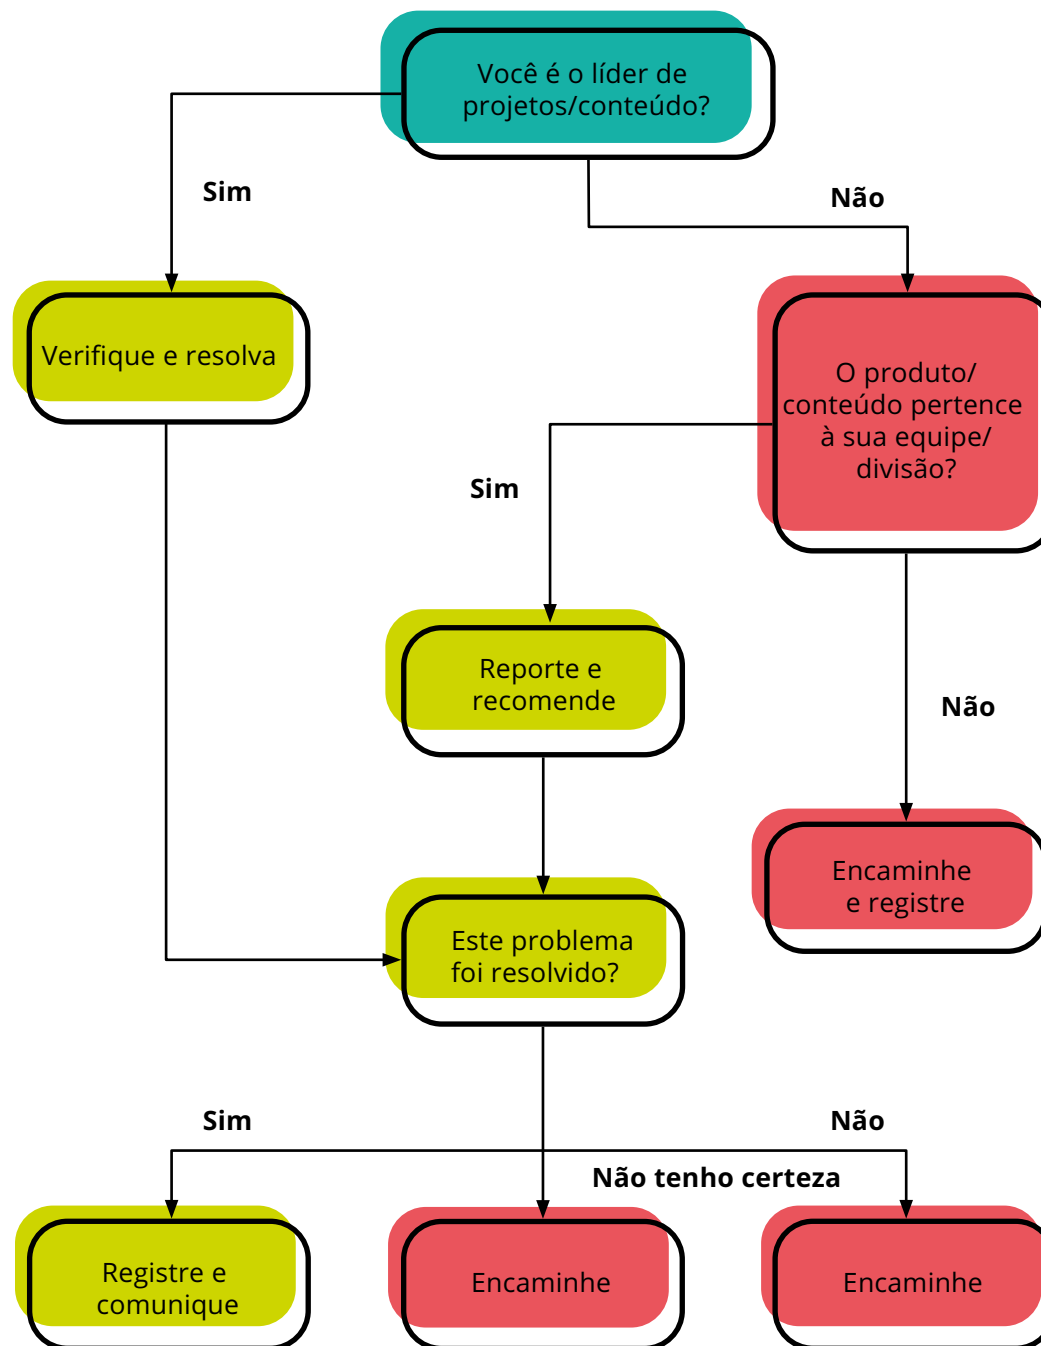 Você é o líder de
projetos/conteúdo?
Sim
Não
Verifique e resolva
O produto/
conteúdo pertence
à sua equipe/
divisão?
Sim
Reporte e
recomende
Não
Encaminhe
e registre
Este problema
foi resolvido?
Sim
Não
Não tenho certeza
Registre e
comunique
Encaminhe
Encaminhe